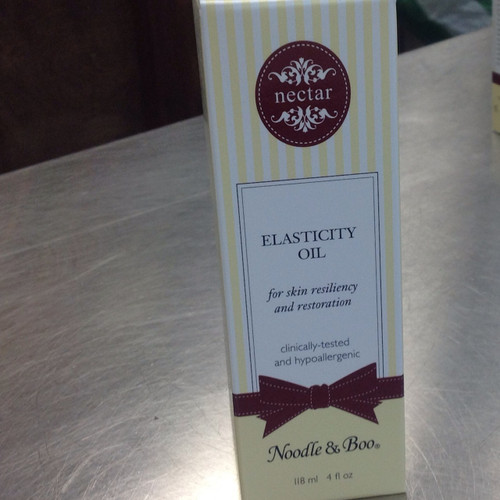 nectar
ELASTICITY
OIL
for skin resiliency
and restoration
clinically-tested
and hypoallergenic
Noodle & Boo®
118 ml 4 fl oz